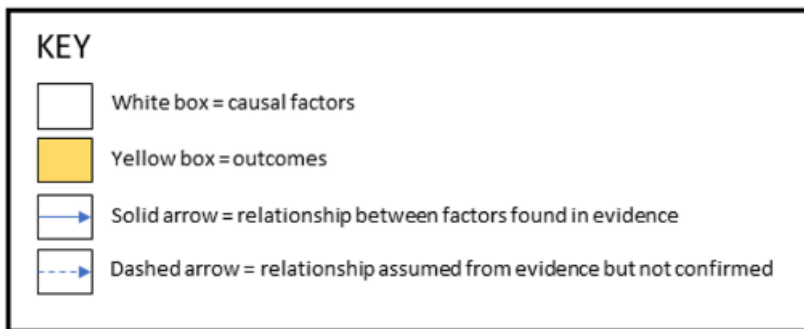 KEY
White box = causal factors
Yellow box = outcomes
Solid arrow = relationship between factors found in evidence
Dashed arrow = relationship assumed from evidence but not confirmed